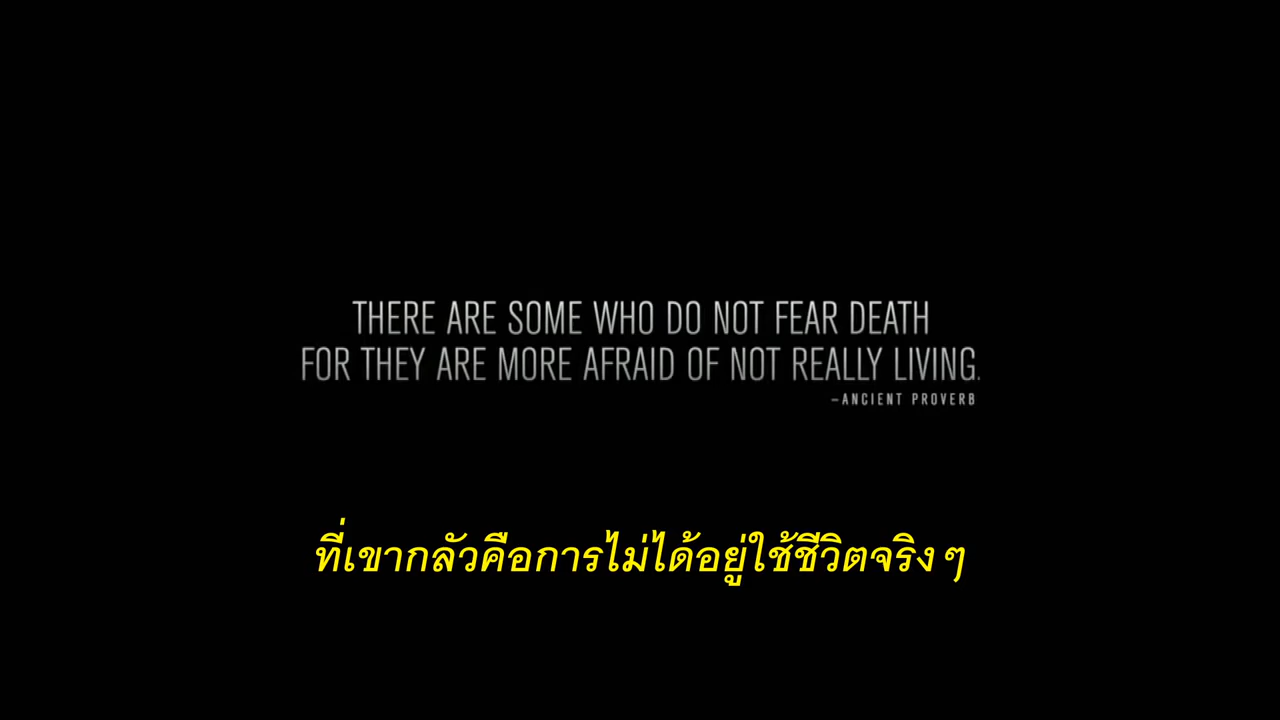 THERE ARE SOME WHO DO NOT FEAR DEATH
FOR THEY ARE MORE AFRAID OF NOT REALLY LIVING.
–ANCIENT PROVERB
ที่เขากลัวคือการไม่ได้อยู่ใช้ชีวิตจริงๆ